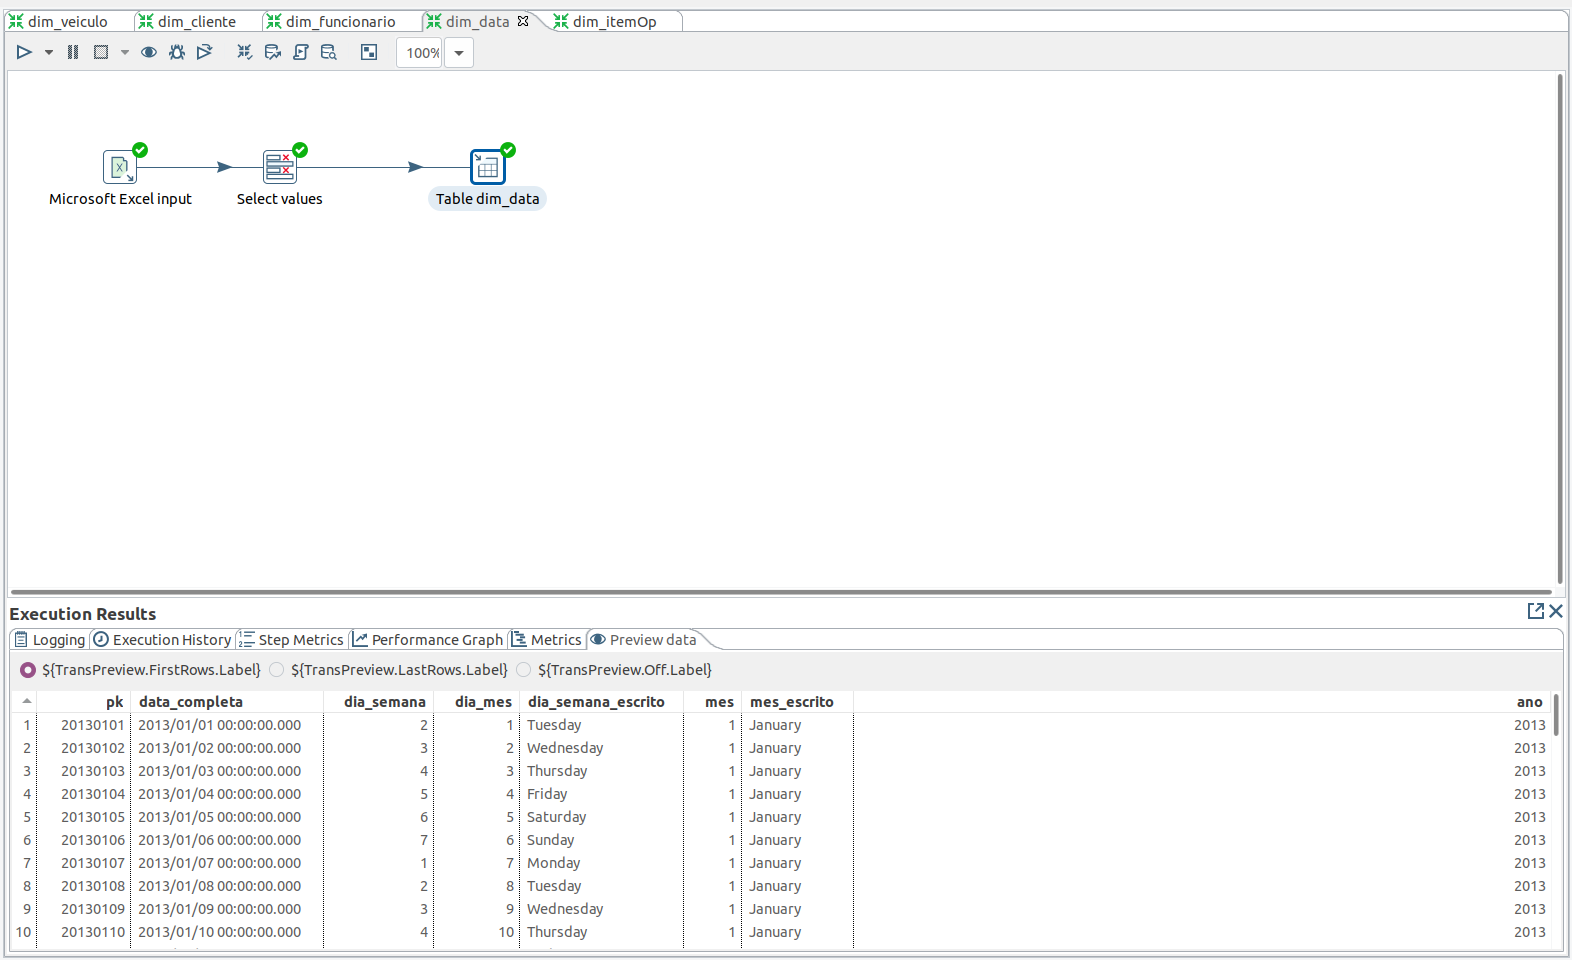 dim_veiculo dim_cliente dim_funcionario dim_data dim_itemOp
100%
Microsoft Excel input Select values Table dim_data
Execution Results
Logging Execution History Step Metrics Performance Graph Metrics Preview data
${TransPreview.FirstRows.Label} ${TransPreview.LastRows.Label} ${TransPreview.Off.Label}
pk data_completa dia_semana dia_mes dia_semana_escrito mes mes_escrito ano
1 20130101 2013/01/01 00:00:00.000 2 1 Tuesday 1 January 2013
2 20130102 2013/01/02 00:00:00.000 3 2 Wednesday 1 January 2013
3 20130103 2013/01/03 00:00:00.000 4 3 Thursday 1 January 2013
4 20130104 2013/01/04 00:00:00.000 5 4 Friday 1 January 2013
5 20130105 2013/01/05 00:00:00.000 6 5 Saturday 1 January 2013
6 20130106 2013/01/06 00:00:00.000 7 6 Sunday 1 January 2013
7 20130107 2013/01/07 00:00:00.000 1 7 Monday 1 January 2013
8 20130108 2013/01/08 00:00:00.000 2 8 Tuesday 1 January 2013
9 20130109 2013/01/09 00:00:00.000 3 9 Wednesday 1 January 2013
10 20130110 2013/01/10 00:00:00.000 4 10 Thursday 1 January 2013